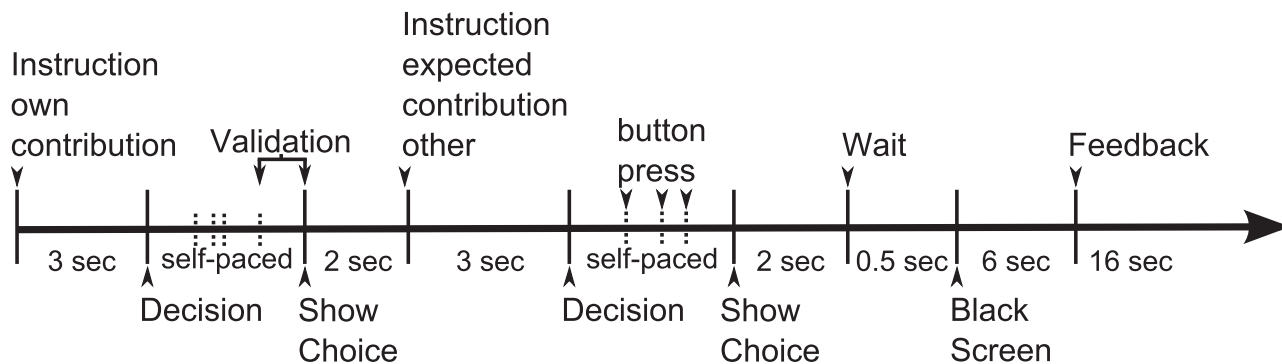 Instruction
own
contribution
Validation
Instruction
expected
contribution
other
button
press
Wait
Feedback
3 sec
self-paced
2 sec
3 sec
self-paced
2 sec
0.5 sec
6 sec
16 sec
Decision
Show
Choice
Decision
Show
Choice
Black
Screen